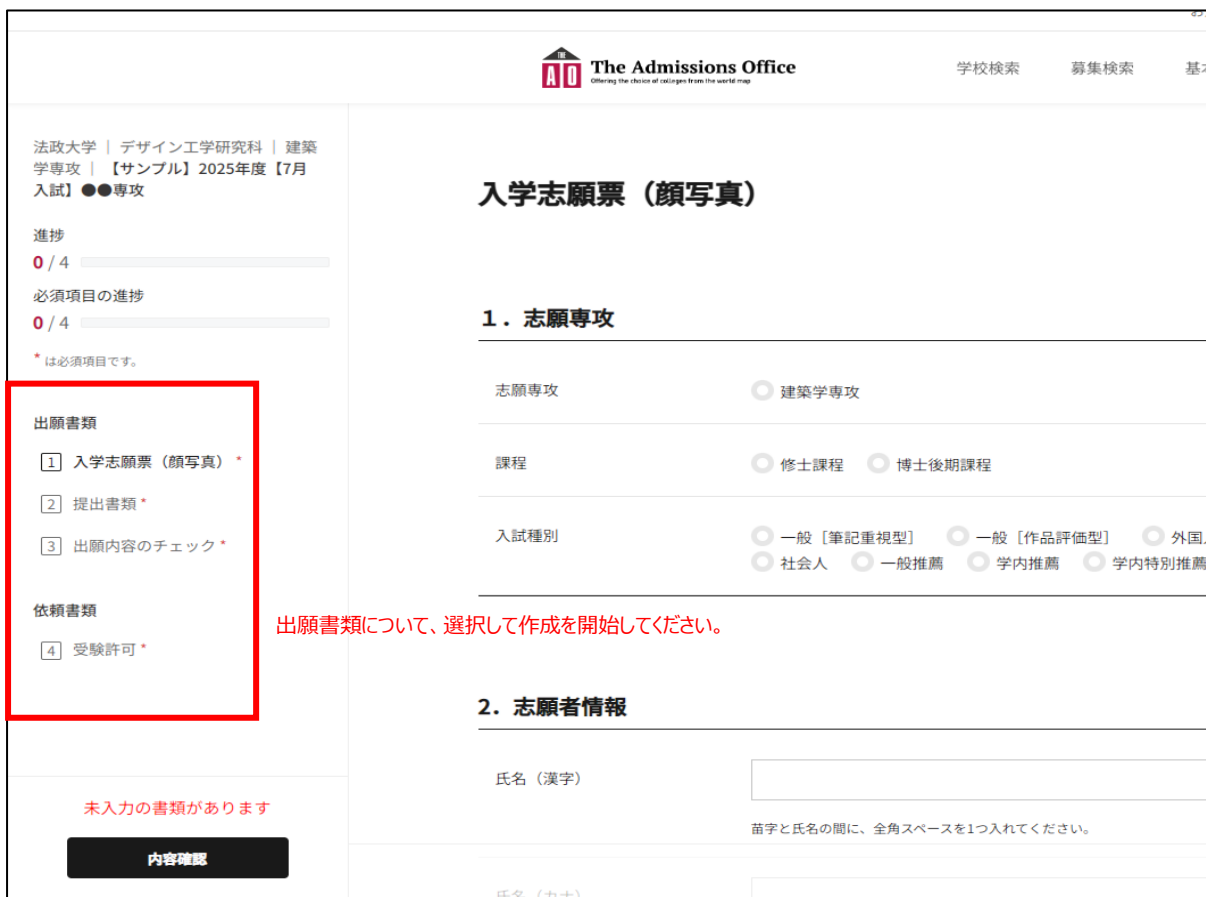 THE
AO
The Admissions Office
Offering the choice of colleges from the world map
学校検索
募集検索
法政大学 | デザイン工学研究科 | 建築
学専攻 | 【サンプル】2025年度【7月
入試】●●専攻
進捗
0 / 4
必須項目の進捗
0 / 4
* は必須項目です。
出願書類
1 入学志願票（顔写真） *
2 提出書類 *
3 出願内容のチェック *
依頼書類
4 受験許可 *
未入力の書類があります
内容確認
入学志願票（顔写真）
1．志願専攻
志願専攻
建築学専攻
課程
修士課程 博士後期課程
入試種別
一般［筆記重視型］ 一般［作品評価型］ 外国
社会人 一般推薦 学内推薦 学内特別推薦
出願書類について、選択して作成を開始してください。
2．志願者情報
氏名（漢字）
苗字と氏名の間に、全角スペースを1つ入れてください。